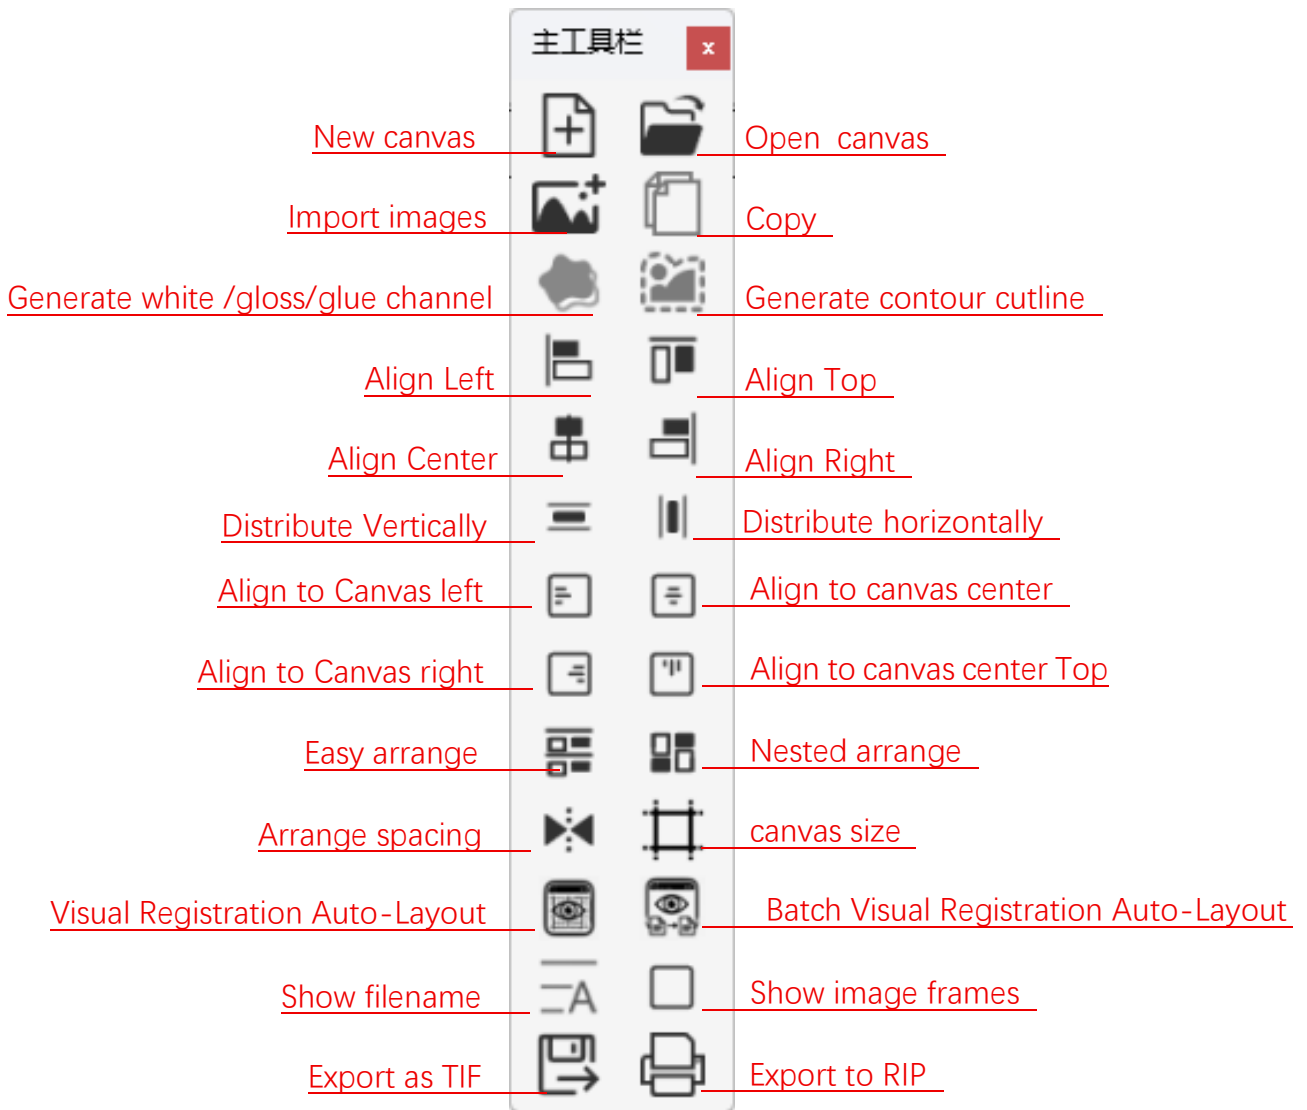 主工具栏
x
New canvas
Open canvas
Import images
Copy
Generate white /gloss/glue channel
Generate contour cutline
Align Left
Align Top
Align Center
Align Right
Distribute Vertically
Distribute horizontally
Align to Canvas left
Align to canvas center
Align to Canvas right
Align to canvas center Top
Easy arrange
Nested arrange
Arrange spacing
canvas size
Visual Registration Auto-Layout
Batch Visual Registration Auto-Layout
Show filename
A
Show image frames
Export as TIF
Export to RIP